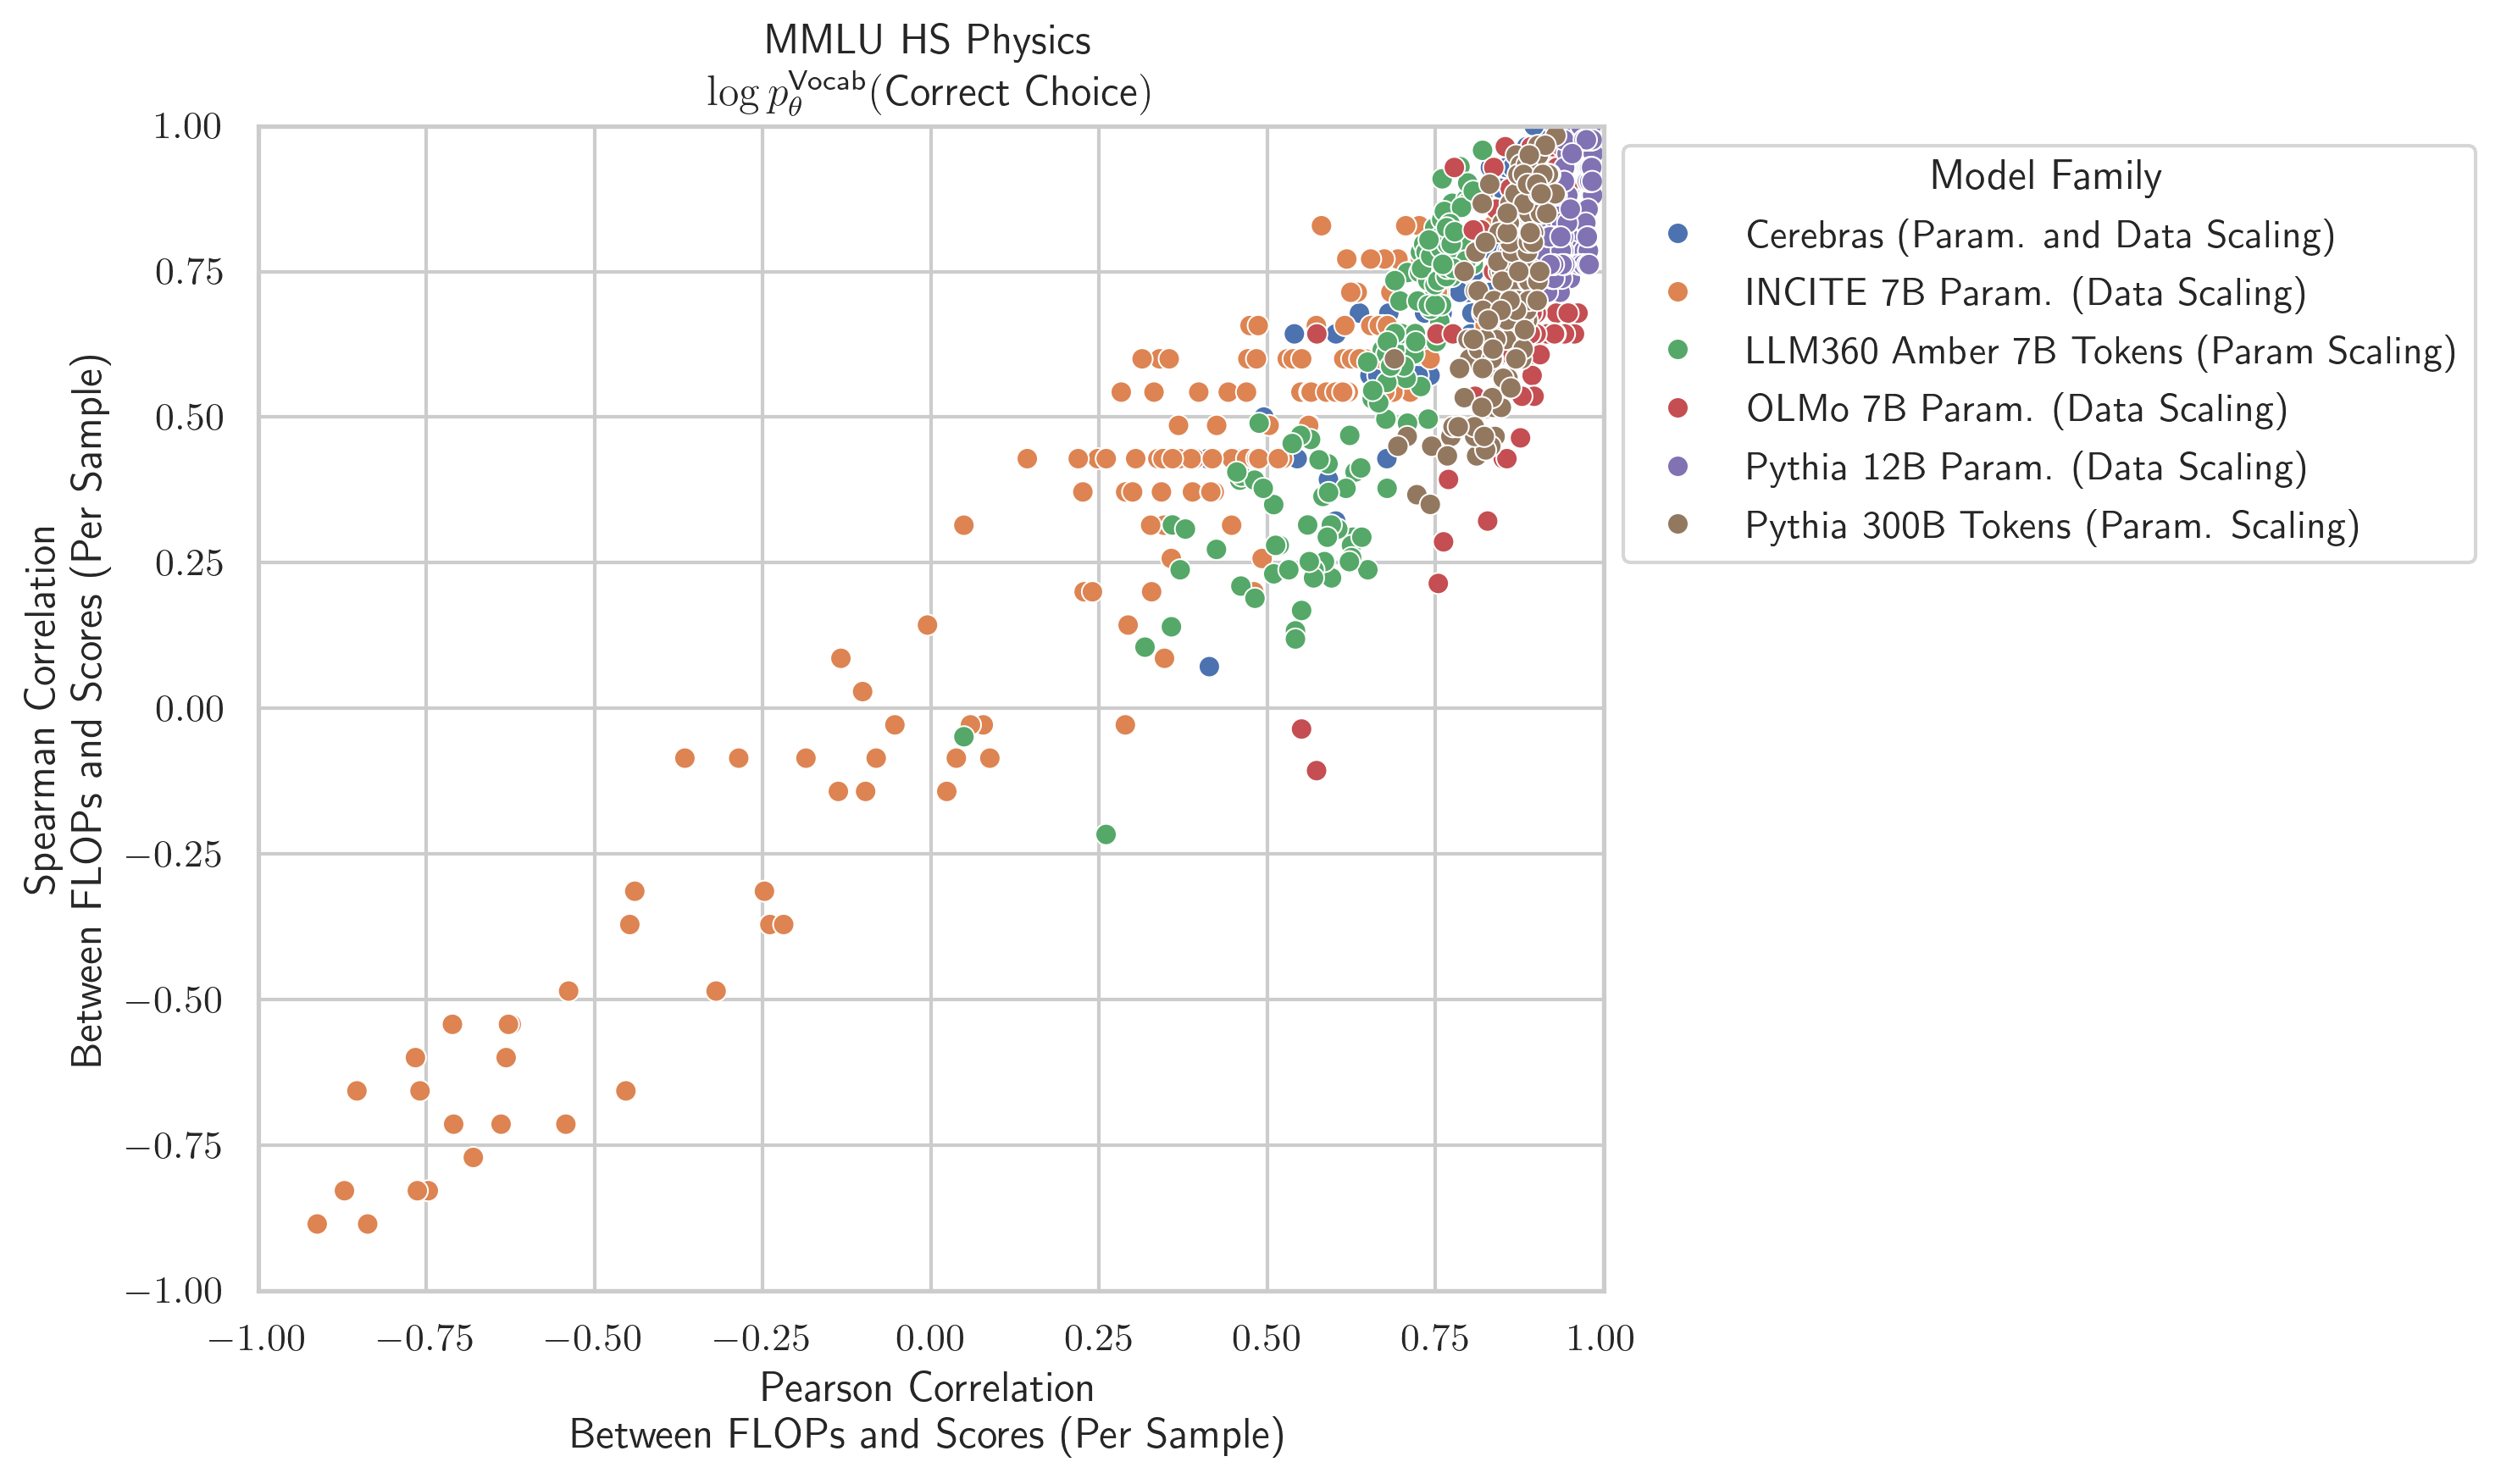 MMLU HS Physics
log p_θ^Vocab(Correct Choice)
1.00
0.75
0.50
0.25
0.00
−0.25
−0.50
−0.75
−1.00
Spearman Correlation
Between FLOPs and Scores (Per Sample)
−1.00 −0.75 −0.50 −0.25 0.00 0.25 0.50 0.75 1.00
Pearson Correlation
Between FLOPs and Scores (Per Sample)
Model Family
Cerebras (Param. and Data Scaling)
INCITE 7B Param. (Data Scaling)
LLM360 Amber 7B Tokens (Param Scaling)
OLMo 7B Param. (Data Scaling)
Pythia 12B Param. (Data Scaling)
Pythia 300B Tokens (Param. Scaling)